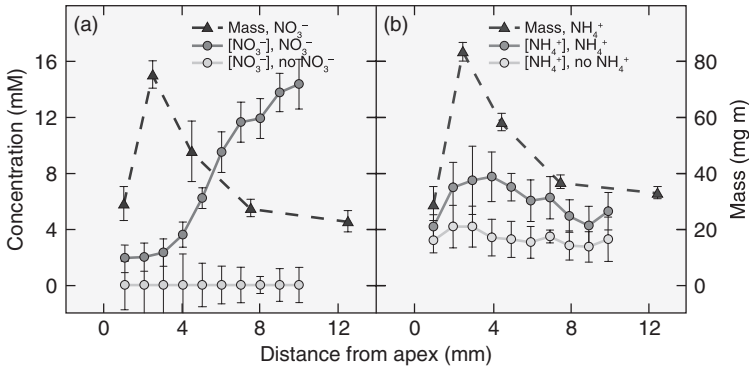 (a)
Mass, NO₃⁻
[NO₃⁻], NO₃⁻
[NO₃⁻], no NO₃⁻
(b)
Mass, NH₄⁺
[NH₄⁺], NH₄⁺
[NH₄⁺], no NH₄⁺
Concentration (mM)
16
12
8
4
0
80
60
40
20
0
Mass (mg m)
0 4 8 12 0 4 8 12
Distance from apex (mm)